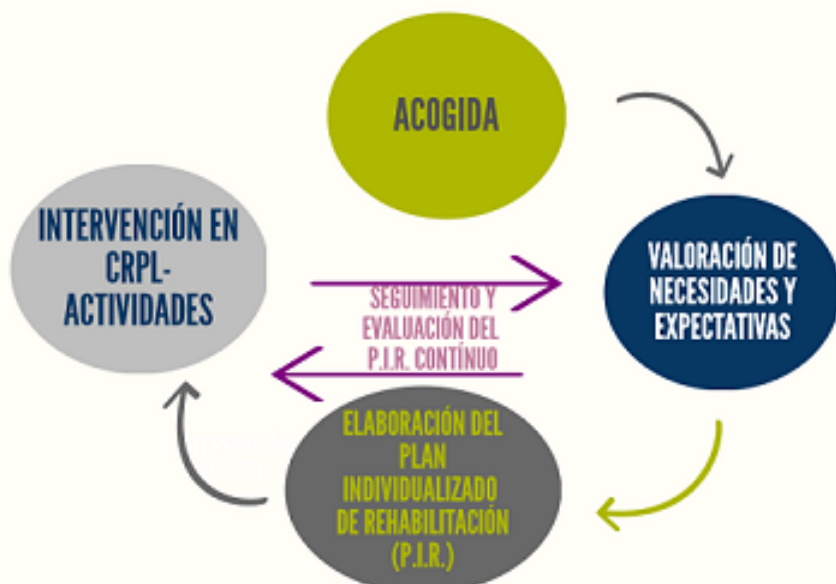 ACOGIDA
VALORACIÓN DE
NECESIDADES Y
EXPECTATIVAS
INTERVENCIÓN EN
CRPL-
ACTIVIDADES
SEGUIMIENTO Y
EVALUACIÓN DEL
P.I.R. CONTÍNUO
ELABORACIÓN DEL
PLAN
INDIVIDUALIZADO
DE REHABILITACIÓN
(P.I.R.)